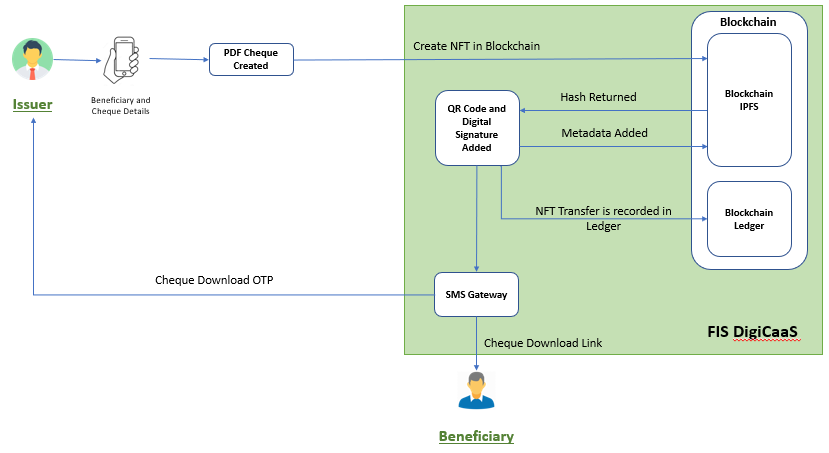 Blockchain
PDF Cheque
Created
Create NFT in Blockchain
Issuer
Beneficiary and
Cheque Details
Blockchain
IPFS
Hash Returned
QR Code and
Digital
Signature
Added
Metadata Added
NFT Transfer is recorded in
Ledger
Blockchain
Ledger
Cheque Download OTP
SMS Gateway
FIS DigiCaaS
Cheque Download Link
Beneficiary